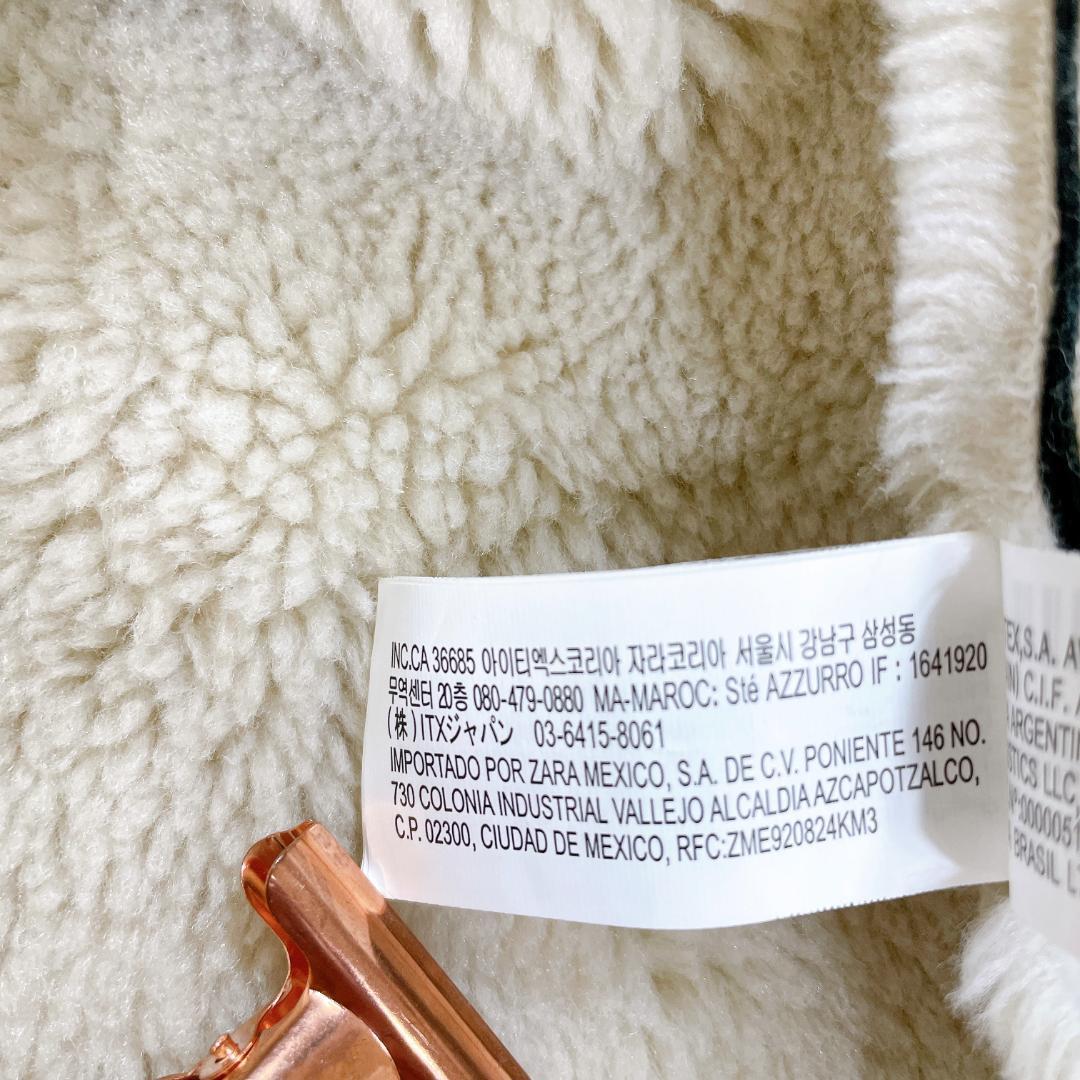 INC.CA 36685 아이티엑스코리아 자라코리아 서울시 강남구 삼성동
무역센터 20층 080-479-0880 MA-MAROC: Sté AZZURRO IF : 1641920
(株)ITXジャパン 03-6415-8061
IMPORTADO POR ZARA MEXICO, S.A. DE C.V. PONIENTE 146 NO.
730 COLONIA INDUSTRIAL VALLEJO ALCALDIA AZCAPOTZALCO,
C.P. 02300, CIUDAD DE MEXICO, RFC:ZME920824KM3
S.A.
C.I.F.
LLC
BRASIL